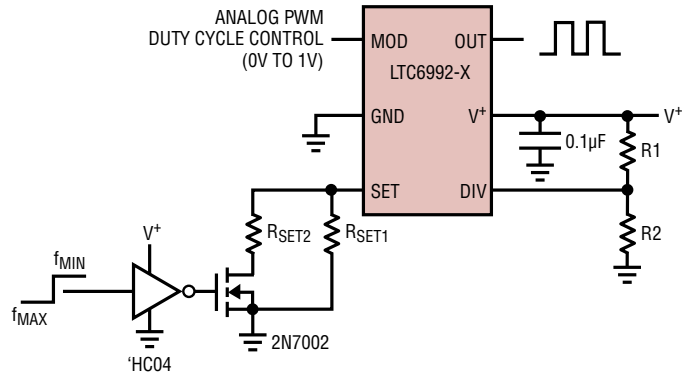 ANALOG PWM
DUTY CYCLE CONTROL
(0V TO 1V)
MOD
OUT
LTC6992-X
GND
V+
V+
0.1µF
R1
SET
DIV
RSET2
RSET1
R2
V+
fMIN
fMAX
2N7002
‘HC04